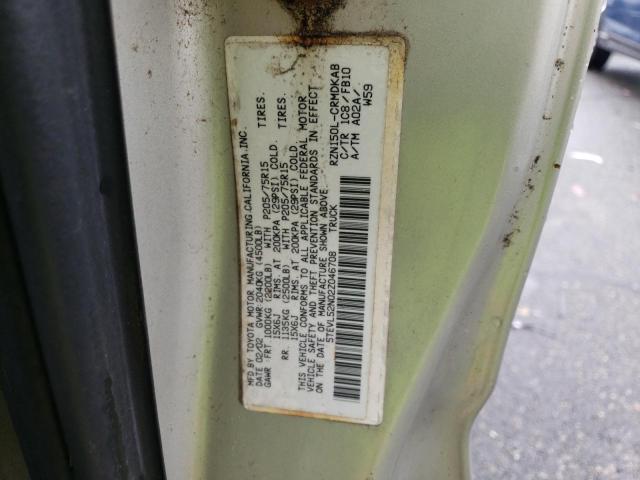 MFD BY TOYOTA MOTOR MANUFACTURING.CALIFORNIA.INC.
DATE 02/02 GVWR 2040KG (4500LB)
GAWR FRT 1000KG (2200LB) WITH P205/75R15 TIRES.
15X6J RIMS. AT 200KPA (29PSI) COLD.
RR. 1135KG (2500LB) WITH P205/75R15 TIRES.
15X6J RIMS. AT 200KPA (29PSI) COLD.
THIS VEHICLE CONFORMS TO ALL APPLICABLE FEDERAL MOTOR
VEHICLE SAFETY AND THEFT PREVENTION STANDARDS IN EFFECT
ON THE DATE OF MANUFACTURE SHOWN ABOVE.
5TEVL52N02Z046708 TRUCK
RZN150L-CRMDKAB
C/TR 1C8/FB10
A/TM A02A/
W59